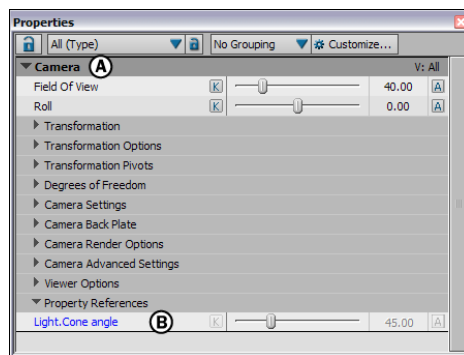 Properties
All (Type) No Grouping Customize...
Camera A V: All
Field Of View K 40.00 A
Roll K 0.00 A
Transformation
Transformation Options
Transformation Pivots
Degrees of Freedom
Camera Settings
Camera Back Plate
Camera Render Options
Camera Advanced Settings
Viewer Options
Property References
Light.Cone angle B K 45.00 A